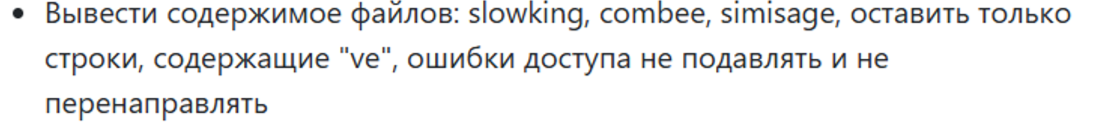 • Вывести содержимое файлов: slowking, combee, simisage, оставить только
строки, содержащие "ve", ошибки доступа не подавлять и не
перенаправлять